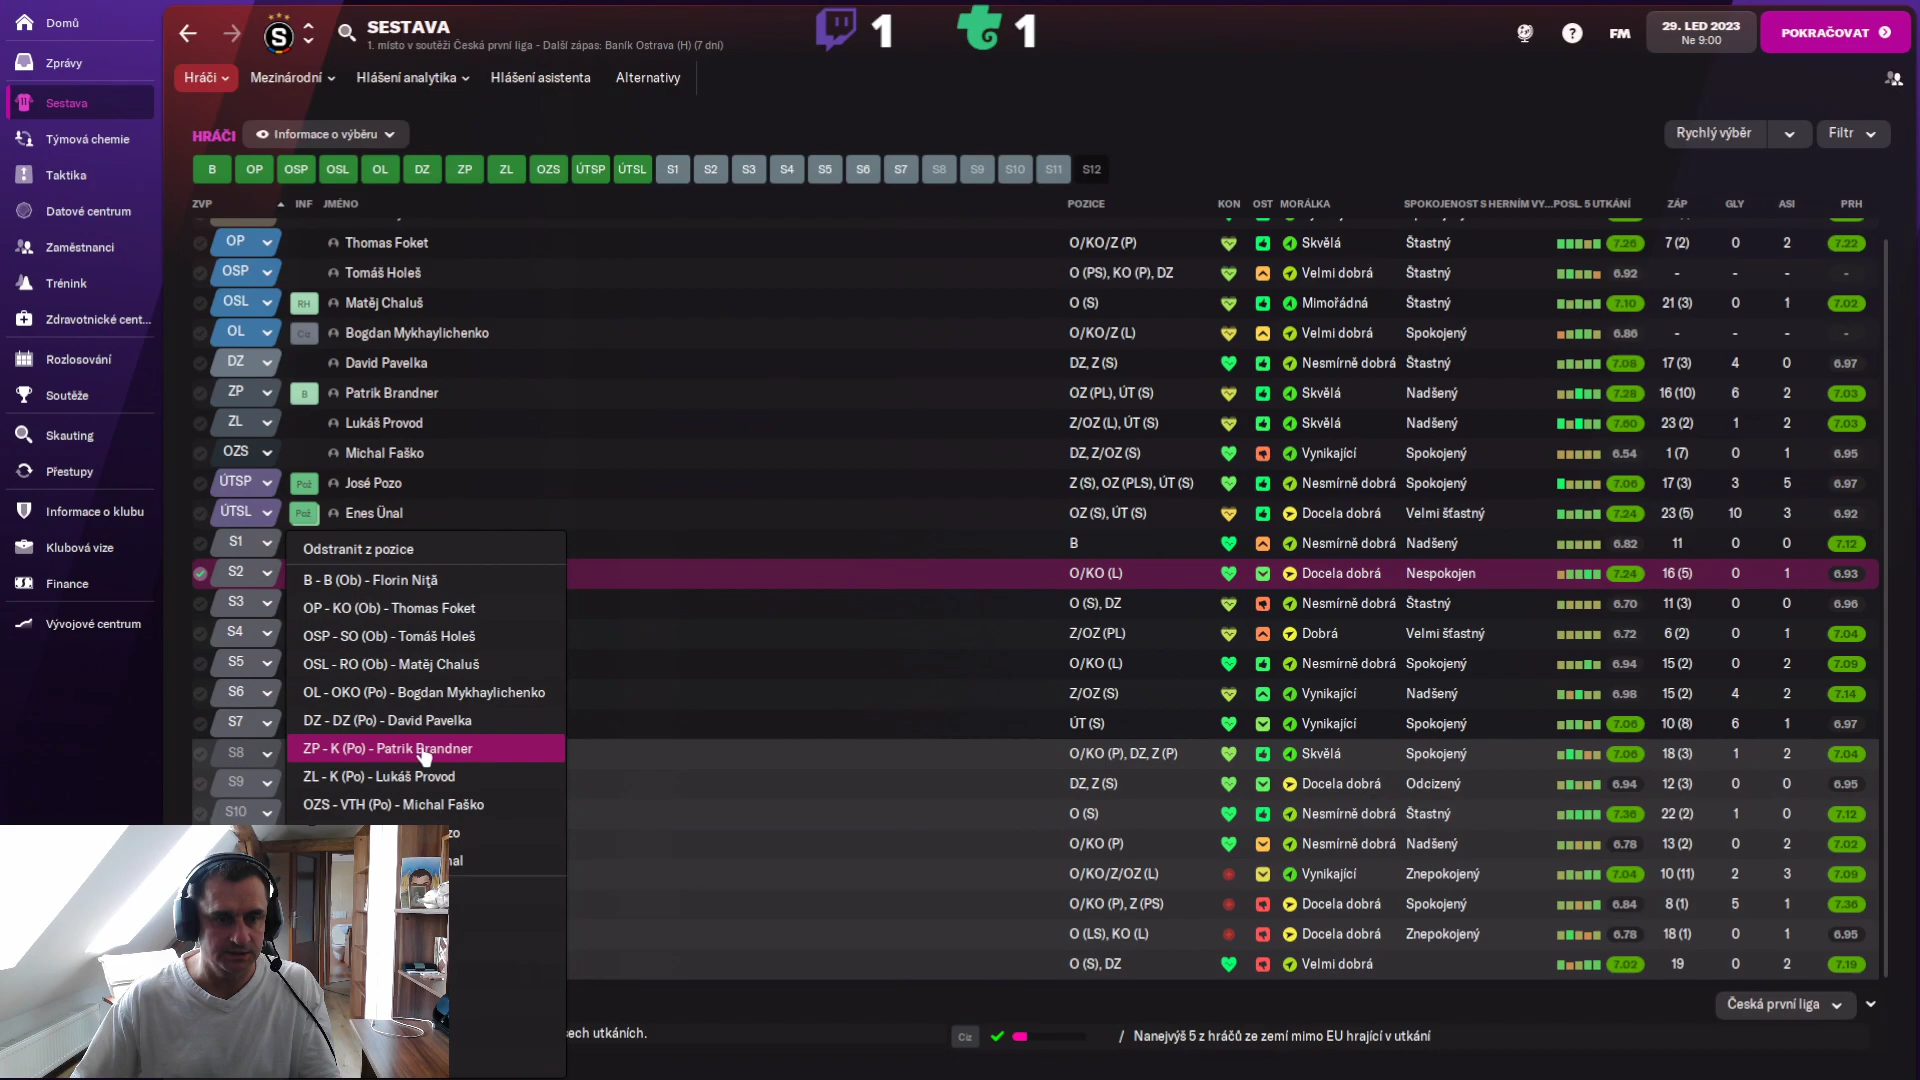 Domů
Zprávy
Sestava
Týmová chemie
Taktika
Datové centrum
Zaměstnanci
Trénink
Zdravotnické cent...
Rozlosování
Soutěže
Skauting
Přestupy
Informace o klubu
Klubová vize
Finance
Vývojové centrum
S
SESTAVA
1. místo v soutěži Česká první liga - Další zápas: Baník Ostrava (H) (7 dní)
1
1
FM
29. LED 2023
Ne 9:00
POKRAČOVAT
Hráči Mezinárodní Hlášení analytika Hlášení asistenta Alternativy
HRÁČI Informace o výběru Rychlý výběr Filtr
B OP OSP OSL OL DZ ZP ZL OZS ÚTSP ÚTSL S1 S2 S3 S4 S5 S6 S7 S8 S9 S10 S11 S12
ZVP INF JMÉNO POZICE KON OST MORÁLKA SPOKOJENOST S HERNÍM VY... POSL. 5 UTKÁNÍ ZÁP GLY ASI PRH
OP Thomas Foket O/KO/Z (P) Skvělá Šťastný 7.26 7 (2) 0 2 7.22
OSP Tomáš Holeš O (PS), KO (P), DZ Velmi dobrá Šťastný 6.92 - - - -
OSL RH Matěj Chaluš O (S) Mimořádná Šťastný 7.10 21 (3) 0 1 7.02
OL Ciz Bogdan Mykhaylichenko O/KO/Z (L) Velmi dobrá Spokojený 6.86 - - - -
DZ David Pavelka DZ, Z (S) Nesmírně dobrá Šťastný 7.08 17 (3) 4 0 6.97
ZP B Patrik Brandner OZ (PL), ÚT (S) Skvělá Nadšený 7.28 16 (10) 6 2 7.03
ZL Lukáš Provod Z/OZ (L), ÚT (S) Skvělá Nadšený 7.60 23 (2) 1 2 7.03
OZS Michal Faško DZ, Z/OZ (S) Vynikající Spokojený 6.54 1 (7) 0 1 6.95
ÚTSP Pož José Pozo Z (S), OZ (PLS), ÚT (S) Nesmírně dobrá Spokojený 7.06 17 (3) 3 5 6.97
ÚTSL Pož Enes Ünal OZ (S), ÚT (S) Docela dobrá Velmi šťastný 7.24 23 (5) 10 3 6.92
S1 B Nesmírně dobrá Nadšený 6.82 11 0 0 7.12
S2 O/KO (L) Docela dobrá Nespokojen 7.24 16 (5) 0 1 6.93
S3 O (S), DZ Nesmírně dobrá Šťastný 6.70 11 (3) 0 0 6.96
S4 Z/OZ (PL) Dobrá Velmi šťastný 6.72 6 (2) 0 1 7.04
S5 O/KO (L) Nesmírně dobrá Spokojený 6.94 15 (2) 0 1 7.09
S6 Z/OZ (S) Vynikající Nadšený 6.98 15 (2) 4 2 7.14
S7 ÚT (S) Vynikající Spokojený 7.06 10 (8) 6 1 6.97
S8 O/KO (P), DZ, Z (P) Skvělá Spokojený 7.06 18 (3) 1 2 7.04
S9 DZ, Z (S) Docela dobrá Odcizený 6.94 12 (3) 0 0 6.95
S10 O (S) Nesmírně dobrá Šťastný 7.36 22 (2) 1 0 7.12
O/KO (P) Nesmírně dobrá Nadšený 6.78 13 (2) 0 2 7.02
O/KO/Z/OZ (L) Vynikající Znepokojený 7.04 10 (11) 2 3 7.09
O/KO (P), Z (PS) Docela dobrá Spokojený 6.84 8 (1) 5 1 7.36
O (LS), KO (L) Docela dobrá Znepokojený 6.78 18 (1) 0 1 6.95
O (S), DZ Velmi dobrá 7.02 19 0 2 7.19
Odstranit z pozice
B - B (Ob) - Florin Niţă
OP - KO (Ob) - Thomas Foket
OSP - SO (Ob) - Tomáš Holeš
OSL - RO (Ob) - Matěj Chaluš
OL - OKO (Po) - Bogdan Mykhaylichenko
DZ - DZ (Po) - David Pavelka
ZP - K (Po) - Patrik Brandner
ZL - K (Po) - Lukáš Provod
OZS - VTH (Po) - Michal Faško
zo
nal
Česká první liga
sech utkáních.
Ciz / Nanejvýš 5 z hráčů ze zemí mimo EU hrající v utkání